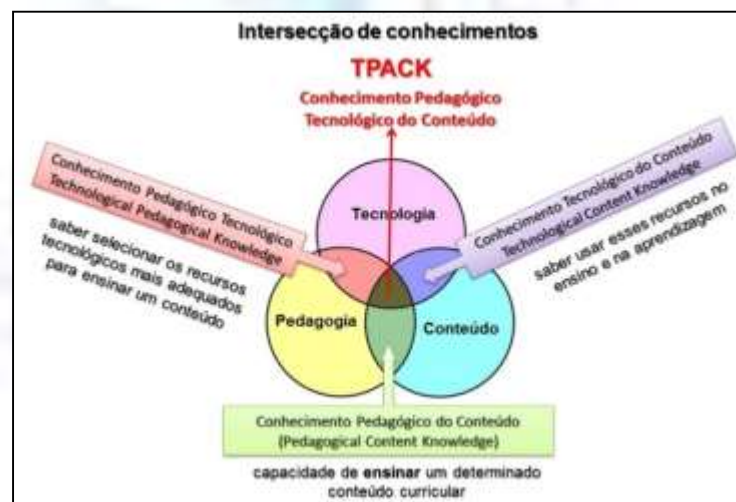 Intersecção de conhecimentos
TPACK
Conhecimento Pedagógico
Tecnológico do Conteúdo
Conhecimento Pedagógico Tecnológico
Technological Pedagogical Knowledge
saber selecionar os recursos
tecnológicos mais adequados
para ensinar um conteúdo
Conhecimento Tecnológico do Conteúdo
Technological Content Knowledge
saber usar esses recursos no
ensino e na aprendizagem
Tecnologia
Pedagogia
Conteúdo
Conhecimento Pedagógico do Conteúdo
(Pedagogical Content Knowledge)
capacidade de ensinar um determinado
conteúdo curricular